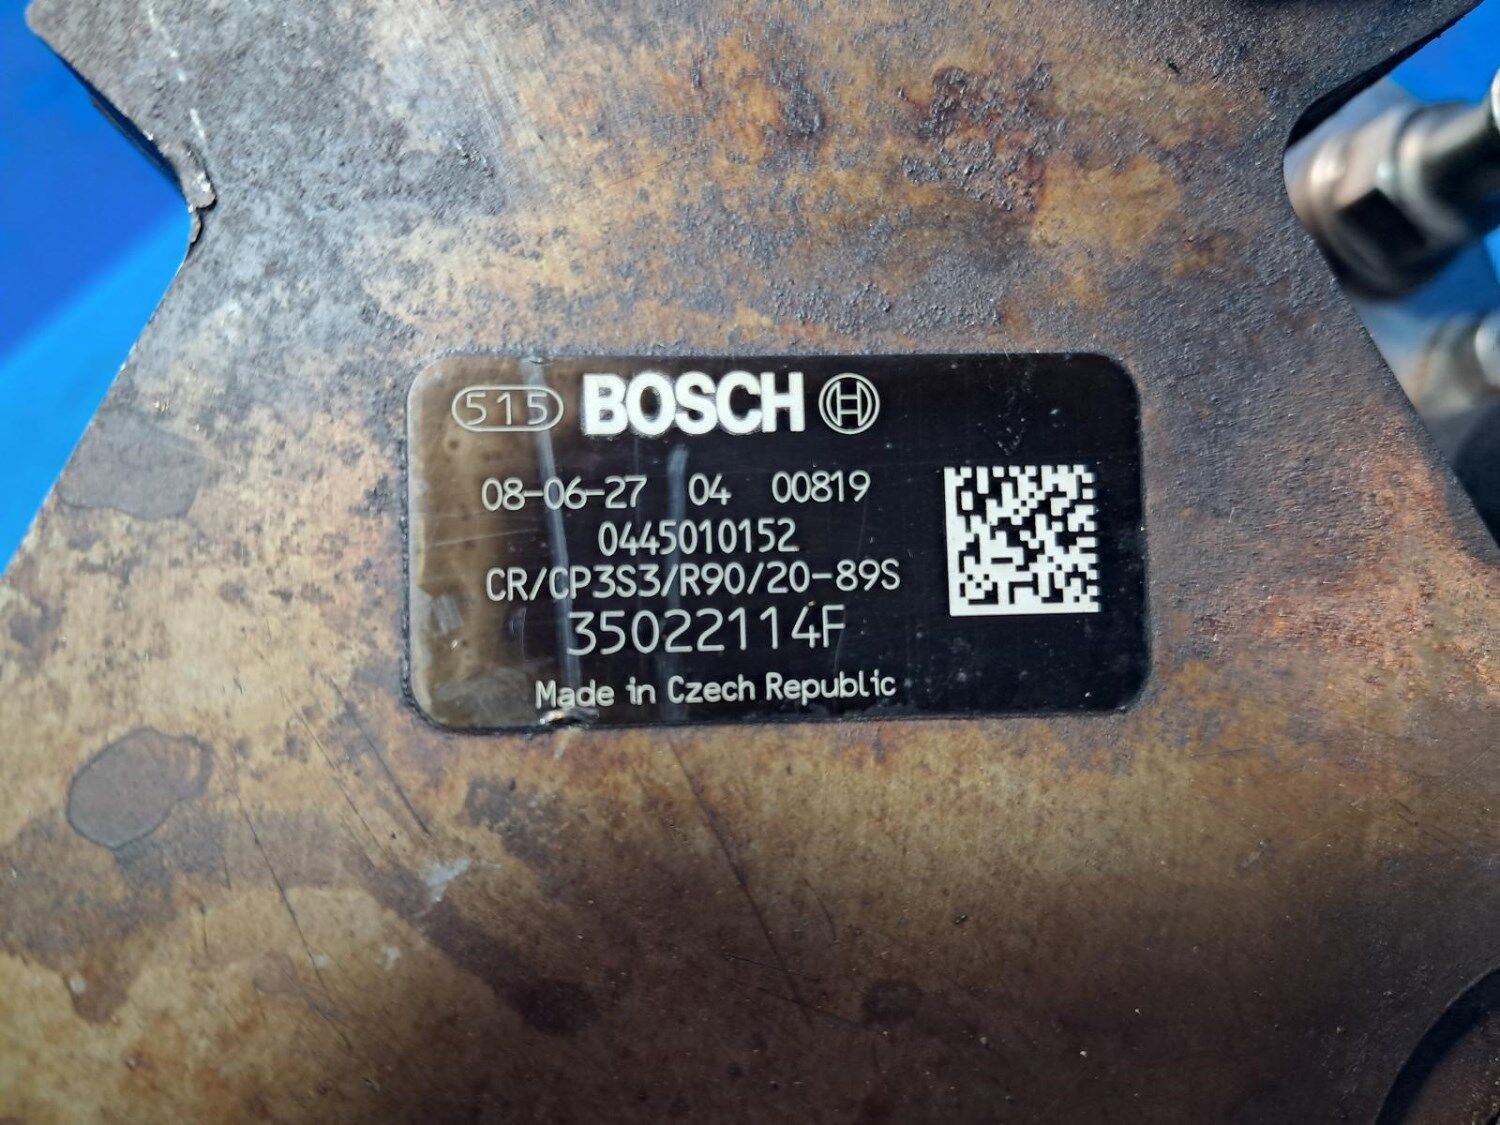 515 BOSCH
08-06-27 04 00819
0445010152
CR/CP3S3/R90/20-89S
35022114F
Made in Czech Republic